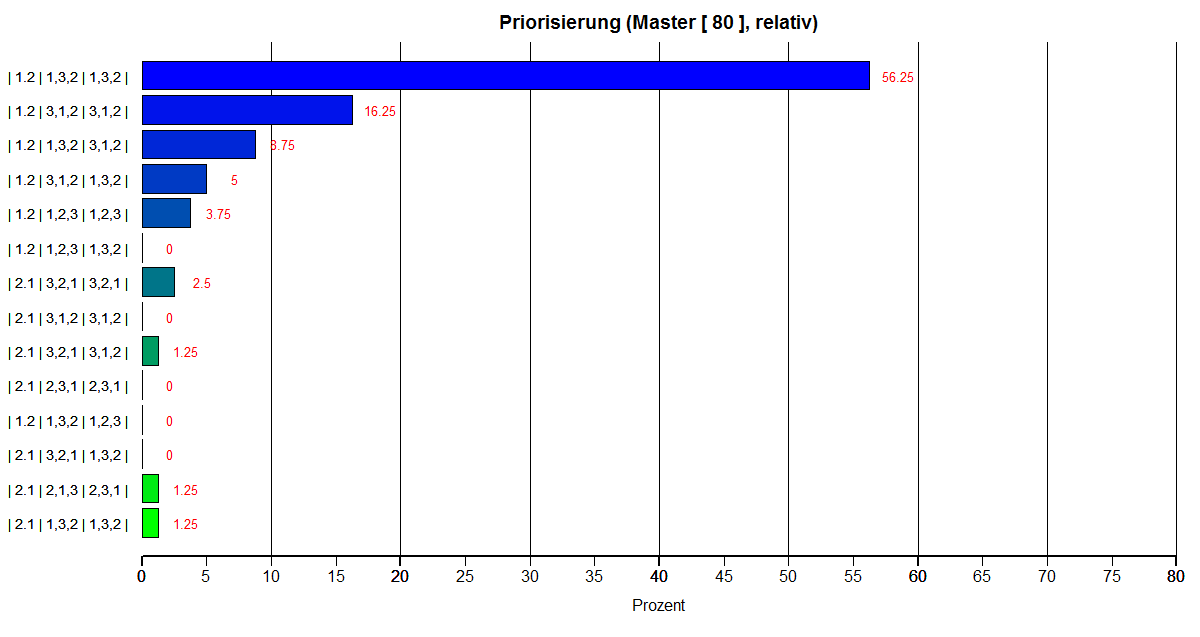 Priorisierung (Master [ 80 ], relativ)
| 1.2 | 1,3,2 | 1,3,2 | 56.25
| 1.2 | 3,1,2 | 3,1,2 | 16.25
| 1.2 | 1,3,2 | 3,1,2 | 8.75
| 1.2 | 3,1,2 | 1,3,2 | 5
| 1.2 | 1,2,3 | 1,2,3 | 3.75
| 1.2 | 1,2,3 | 1,3,2 | 0
| 2.1 | 3,2,1 | 3,2,1 | 2.5
| 2.1 | 3,1,2 | 3,1,2 | 0
| 2.1 | 3,2,1 | 3,1,2 | 1.25
| 2.1 | 2,3,1 | 2,3,1 | 0
| 1.2 | 1,3,2 | 1,2,3 | 0
| 2.1 | 3,2,1 | 1,3,2 | 0
| 2.1 | 2,1,3 | 2,3,1 | 1.25
| 2.1 | 1,3,2 | 1,3,2 | 1.25
0 5 10 15 20 25 30 35 40 45 50 55 60 65 70 75 80
Prozent